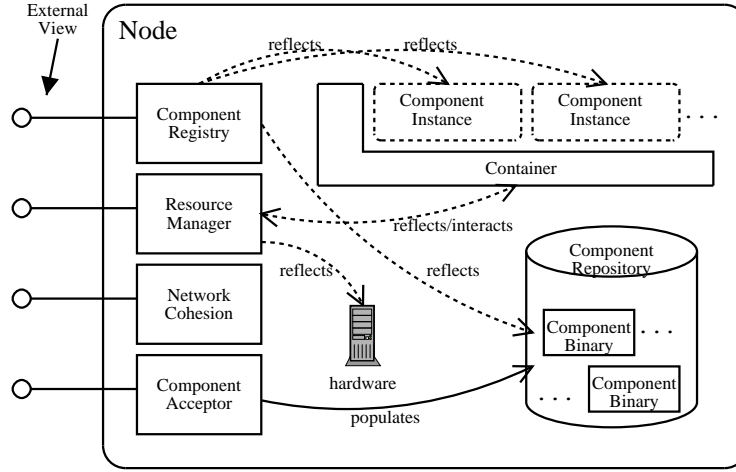 External
View
Node
reflects
reflects
Component
Registry
Component
Instance
Component
Instance
. . .
Container
Resource
Manager
reflects/interacts
reflects
reflects
Component
Repository
Network
Cohesion
Component
Binary
. . .
hardware
Component
Acceptor
Component
Binary
. . .
populates